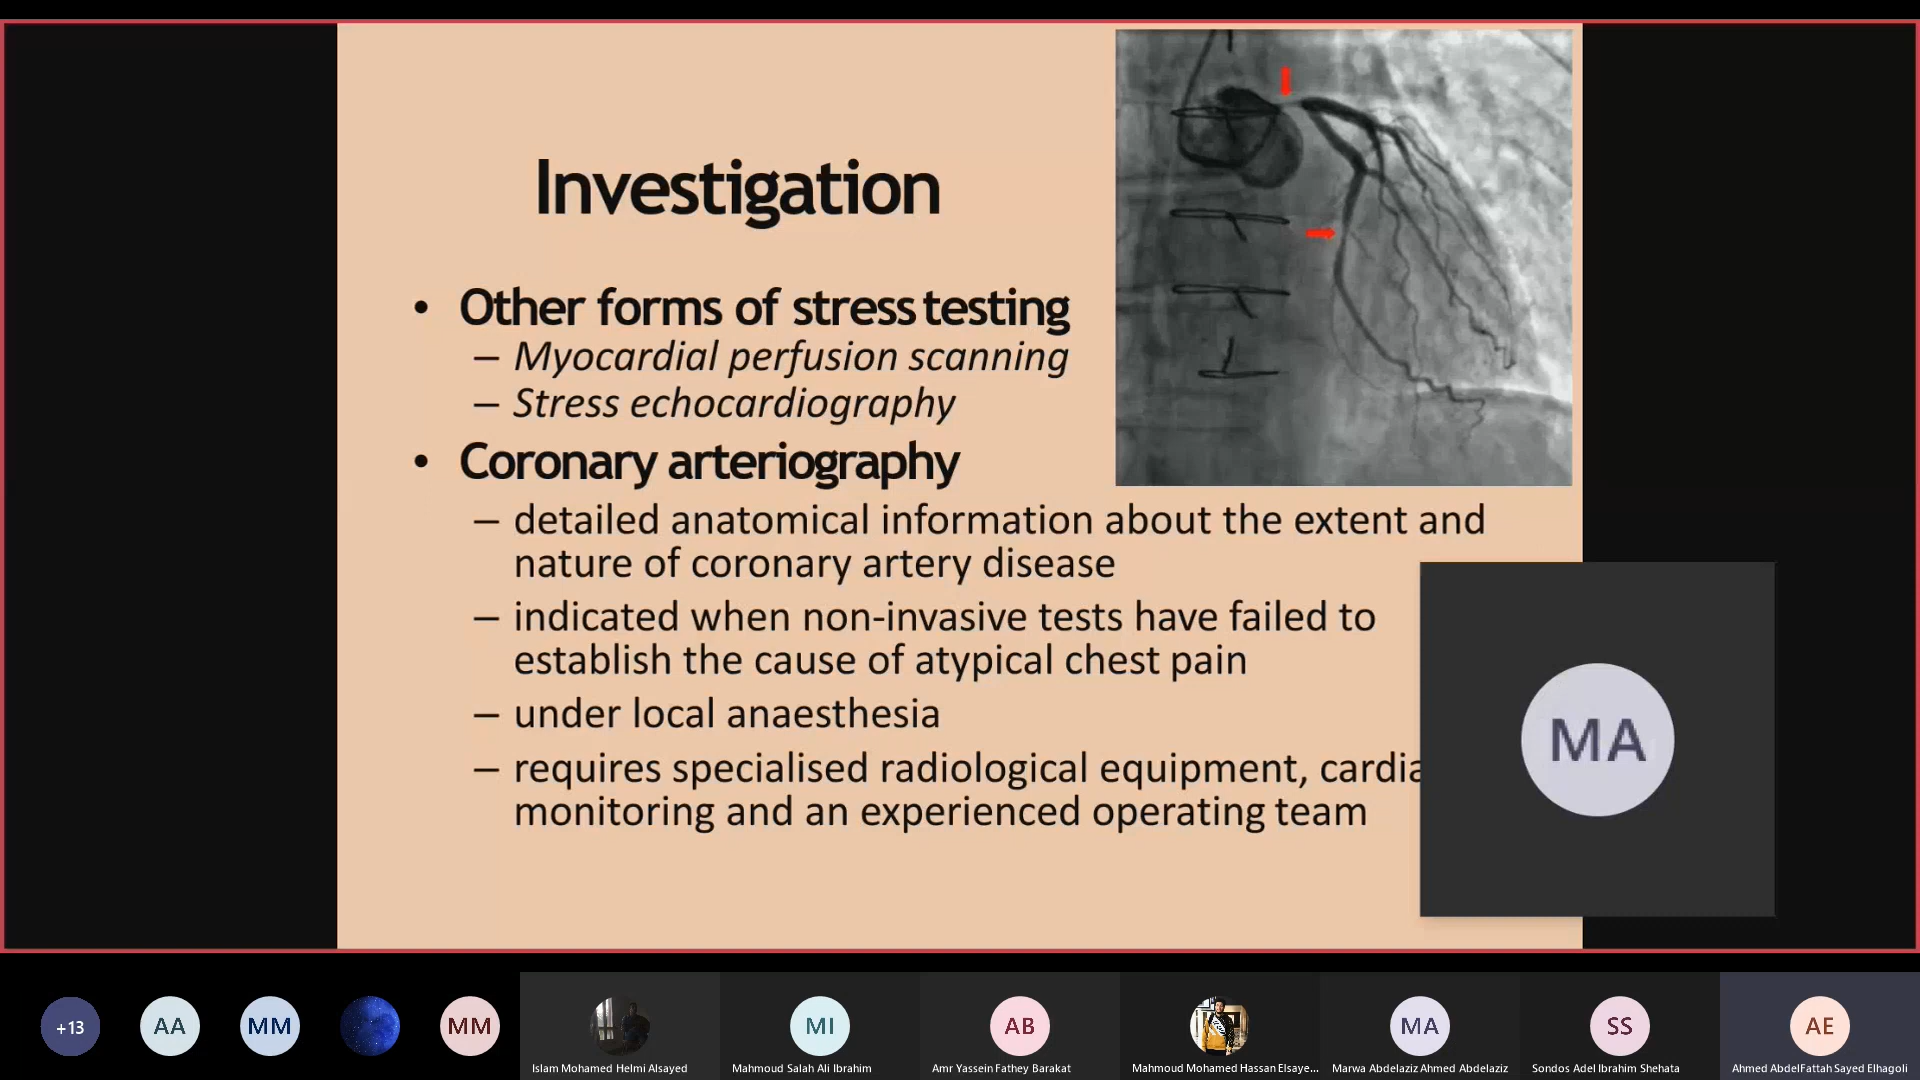 Investigation
• Other forms of stress testing
– Myocardial perfusion scanning
– Stress echocardiography
• Coronary arteriography
– detailed anatomical information about the extent and
nature of coronary artery disease
– indicated when non-invasive tests have failed to
establish the cause of atypical chest pain
– under local anaesthesia
– requires specialised radiological equipment, cardia
monitoring and an experienced operating team
MA
+13
AA
MM
MM
MI
AB
MA
SS
AE
Islam Mohamed Helmi Alsayed
Mahmoud Salah Ali Ibrahim
Amr Yassein Fathey Barakat
Mahmoud Mohamed Hassan Elsaye...
Marwa Abdelaziz Ahmed Abdelaziz
Sondos Adel Ibrahim Shehata
Ahmed AbdelFattah Sayed Elhagoli